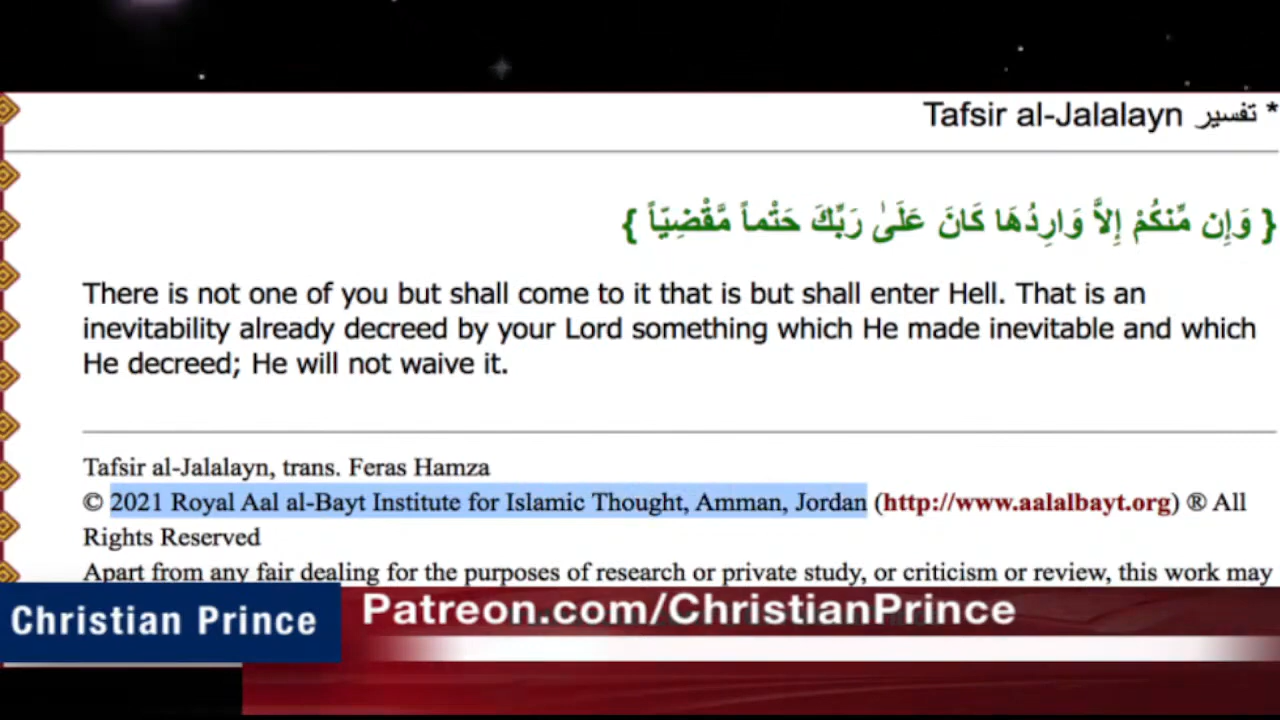 Tafsir al-Jalalayn تفسير *
{ وَإِن مِّنكُمْ إِلاَّ وَارِدُهَا كَانَ عَلَىٰ رَبِّكَ حَتْماً مَّقْضِيّاً }
There is not one of you but shall come to it that is but shall enter Hell. That is an
inevitability already decreed by your Lord something which He made inevitable and which
He decreed; He will not waive it.
Tafsir al-Jalalayn, trans. Feras Hamza
© 2021 Royal Aal al-Bayt Institute for Islamic Thought, Amman, Jordan (http://www.aalalbayt.org) ® All
Rights Reserved
Apart from any fair dealing for the purposes of research or private study, or criticism or review, this work may
Christian Prince
Patreon.com/ChristianPrince